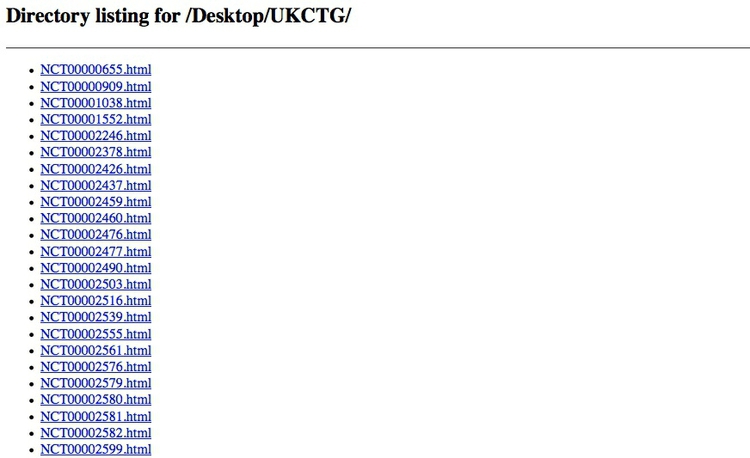 Directory listing for /Desktop/UKCTG/
NCT00000655.html
NCT00000909.html
NCT00001038.html
NCT00001552.html
NCT00002246.html
NCT00002378.html
NCT00002426.html
NCT00002437.html
NCT00002459.html
NCT00002460.html
NCT00002476.html
NCT00002477.html
NCT00002490.html
NCT00002503.html
NCT00002516.html
NCT00002539.html
NCT00002555.html
NCT00002561.html
NCT00002576.html
NCT00002579.html
NCT00002580.html
NCT00002581.html
NCT00002582.html
NCT00002599.html